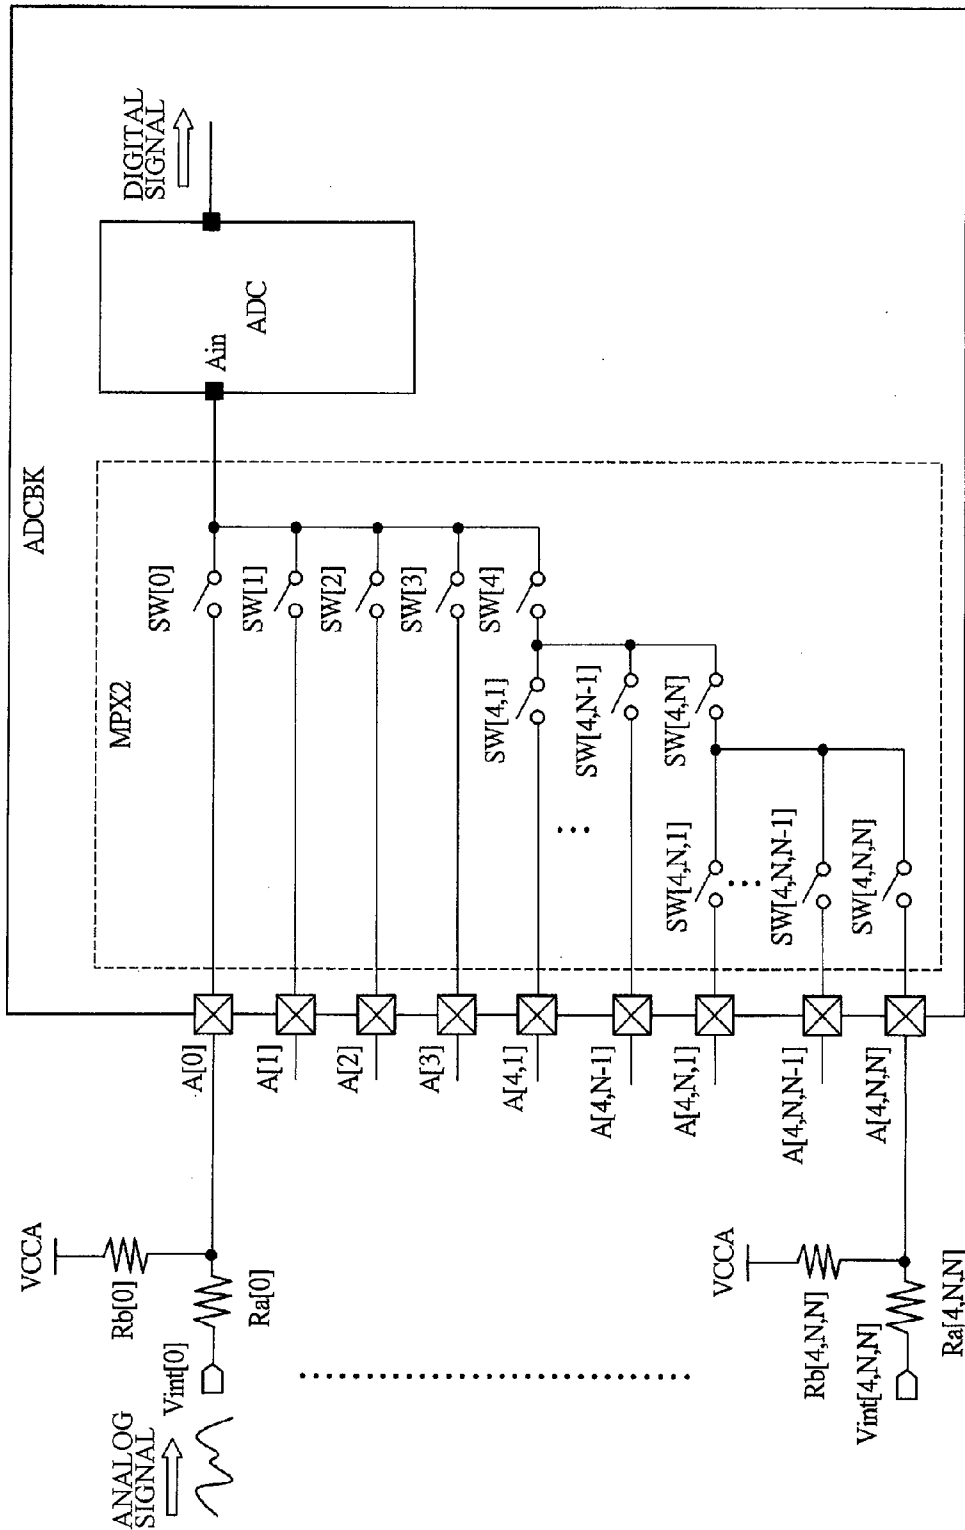 ADCBK
DIGITAL
SIGNAL
Ain
ADC
MPX2
SW[0]
SW[1]
SW[2]
SW[3]
SW[4]
SW[4,1]
SW[4,N-1]
SW[4,N]
SW[4,N,1]
SW[4,N,N-1]
SW[4,N,N]
A[0]
A[1]
A[2]
A[3]
A[4,1]
A[4,N-1]
A[4,N,1]
A[4,N,N-1]
A[4,N,N]
VCCA
Rb[0]
Ra[0]
Vint[0]
ANALOG
SIGNAL
VCCA
Rb[4,N,N]
Ra[4,N,N]
Vint[4,N,N]